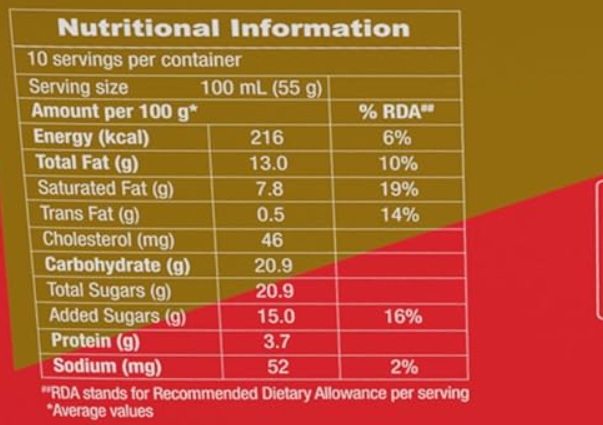 Nutritional Information
10 servings per container
Serving size 100 mL (55 g)
Amount per 100 g* % RDA##
Energy (kcal) 216 6%
Total Fat (g) 13.0 10%
Saturated Fat (g) 7.8 19%
Trans Fat (g) 0.5 14%
Cholesterol (mg) 46
Carbohydrate (g) 20.9
Total Sugars (g) 20.9
Added Sugars (g) 15.0 16%
Protein (g) 3.7
Sodium (mg) 52 2%
##RDA stands for Recommended Dietary Allowance per serving
*Average values